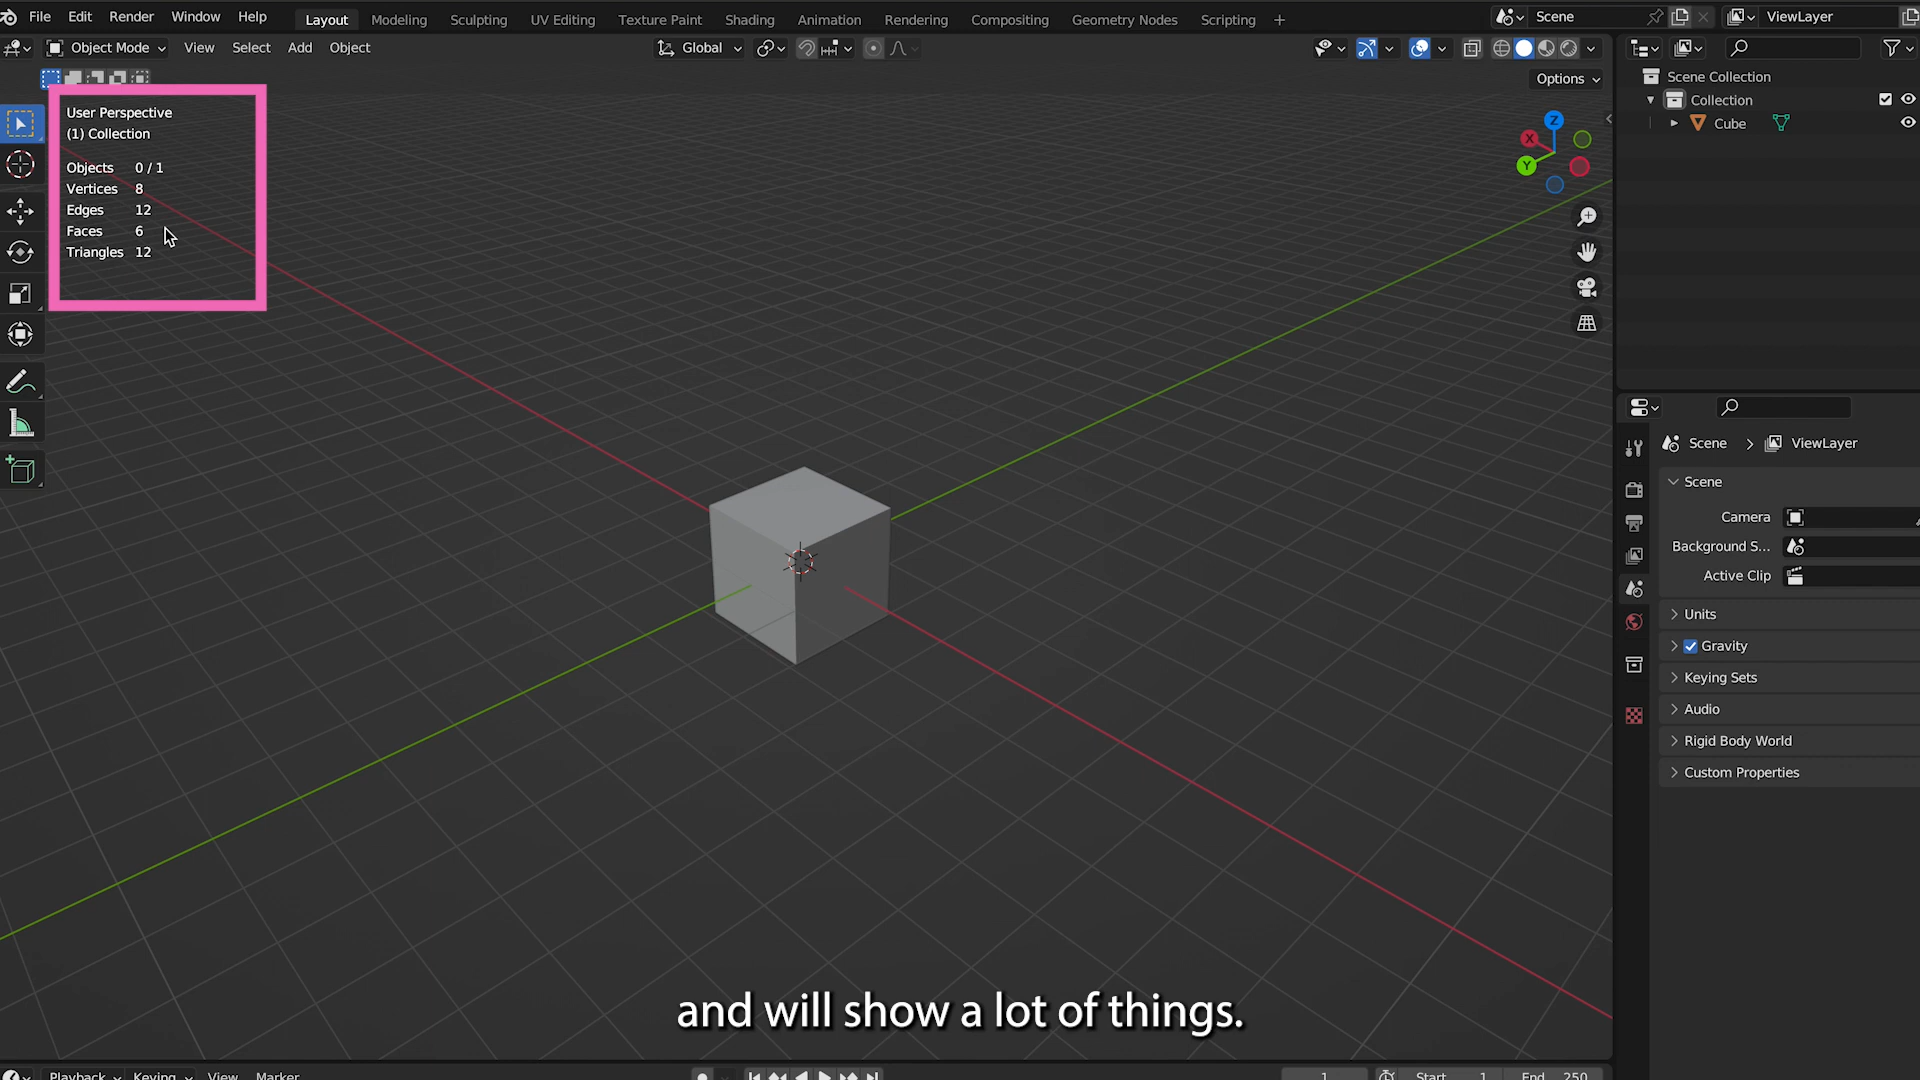 File Edit Render Window Help Layout Modeling Sculpting UV Editing Texture Paint Shading Animation Rendering Compositing Geometry Nodes Scripting + Scene ViewLayer
Object Mode View Select Add Object Global
Options
User Perspective
(1) Collection
Objects 0 / 1
Vertices 8
Edges 12
Faces 6
Triangles 12
Z
X
Y
Scene Collection
Collection
Cube
Scene > ViewLayer
Scene
Camera
Background S...
Active Clip
Units
Gravity
Keying Sets
Audio
Rigid Body World
Custom Properties
and will show a lot of things.
Playback Keying View Marker 1 Start 1 End 250